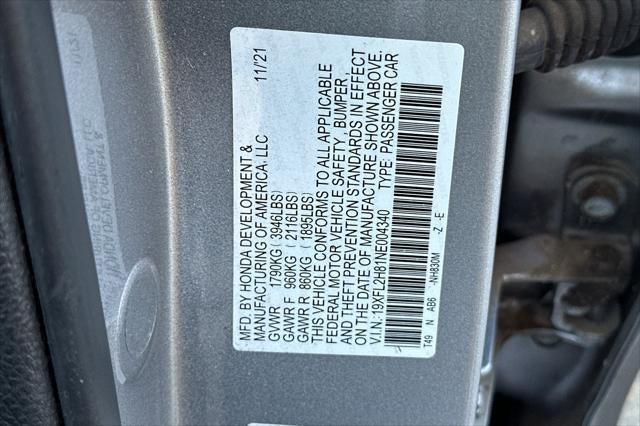 MFD. BY HONDA DEVELOPMENT & 11/21
MANUFACTURING OF AMERICA, LLC
GVWR 1790KG (3946LBS)
GAWR F 960KG (2116LBS)
GAWR R 860KG (1895LBS)
THIS VEHICLE CONFORMS TO ALL APPLICABLE
FEDERAL MOTOR VEHICLE SAFETY , BUMPER,
AND THEFT PREVENTION STANDARDS IN EFFECT
ON THE DATE OF MANUFACTURE SHOWN ABOVE.
V.I.N.:19XFL2H81NE004340 TYPE: PASSENGER CAR
T49 N AB6 -NH830M -Z -E